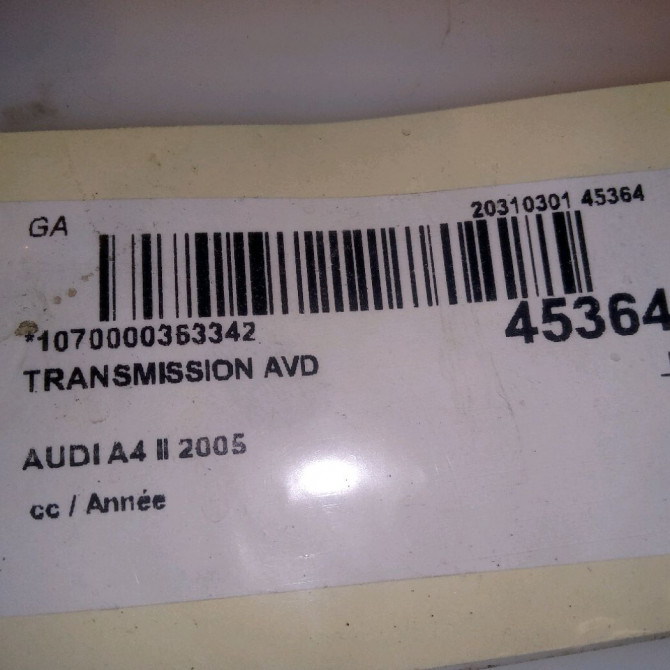 GA
20310301 45364
*1070000363342
45364
TRANSMISSION AVD
AUDI A4 II 2005
cc / Année